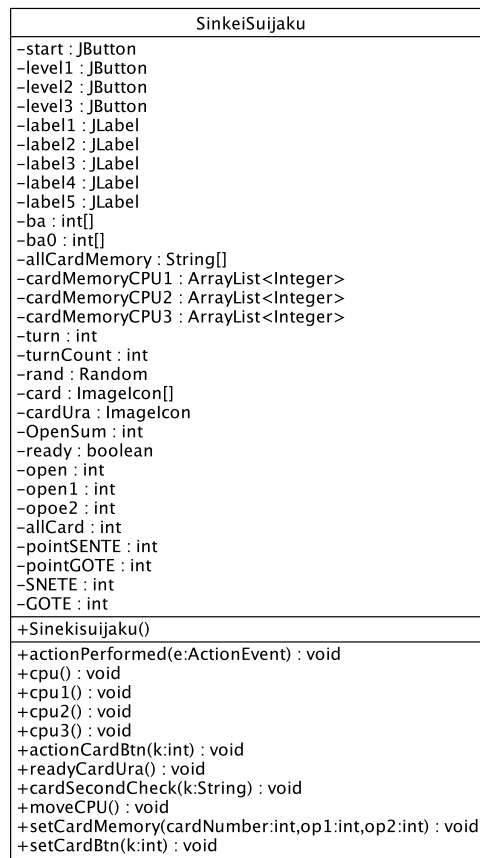 SinkeiSuijaku
-start : JButton
-level1 : JButton
-level2 : JButton
-level3 : JButton
-label1 : JLabel
-label2 : JLabel
-label3 : JLabel
-label4 : JLabel
-label5 : JLabel
-ba : int[]
-ba0 : int[]
-allCardMemory : String[]
-cardMemoryCPU1 : ArrayList<Integer>
-cardMemoryCPU2 : ArrayList<Integer>
-cardMemoryCPU3 : ArrayList<Integer>
-turn : int
-turnCount : int
-rand : Random
-card : ImageIcon[]
-cardUra : ImageIcon
-OpenSum : int
-ready : boolean
-open : int
-open1 : int
-opoe2 : int
-allCard : int
-pointSENTE : int
-pointGOTE : int
-SNETE : int
-GOTE : int
+Sinekisuijaku()
+actionPerformed(e:ActionEvent) : void
+cpu() : void
+cpu1() : void
+cpu2() : void
+cpu3() : void
+actionCardBtn(k:int) : void
+readyCardUra() : void
+cardSecondCheck(k:String) : void
+moveCPU() : void
+setCardMemory(cardNumber:int,op1:int,op2:int) : void
+setCardBtn(k:int) : void